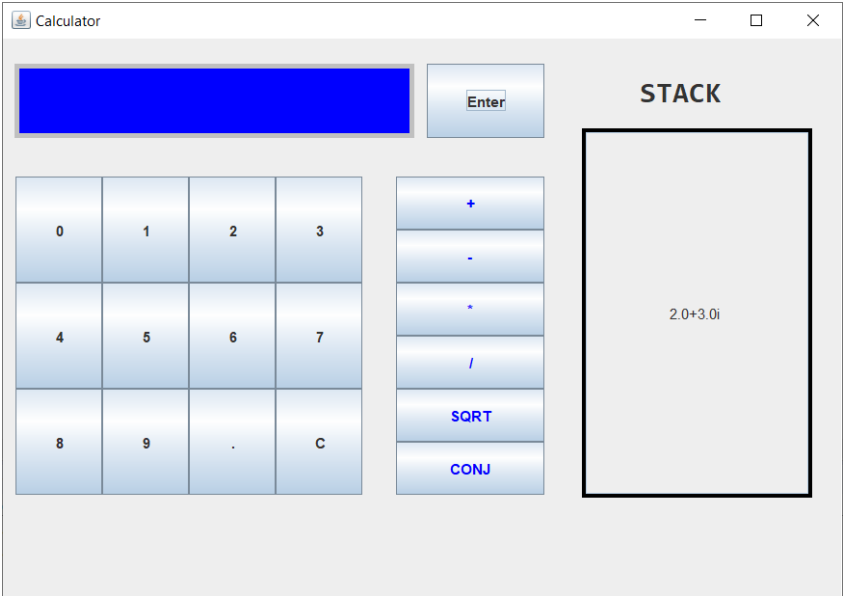 Calculator
Enter
STACK
0 1 2 3
4 5 6 7
8 9 . C
+
-
*
/
SQRT
CONJ
2.0+3.0i